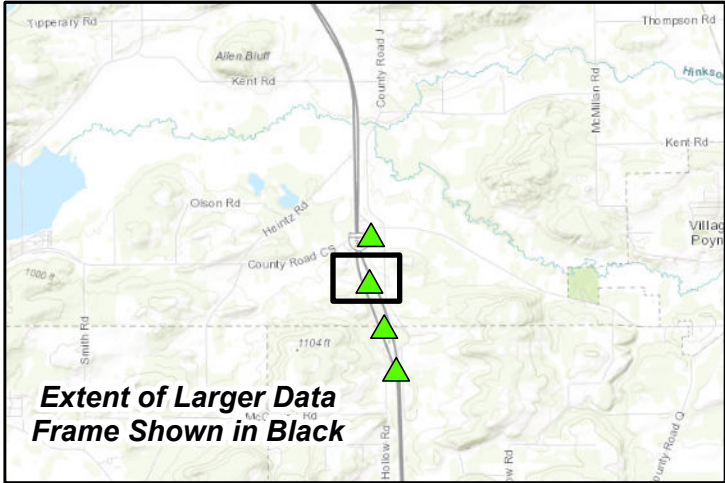 Tipperary Rd
Thompson Rd
Allen Bluff
County Road J
Kent Rd
McMillan Rd
Hinkso
Kent Rd
Olson Rd
Heintz Rd
Villag
Poyn
County Road CS
1000 ft
Smith Rd
1104 ft
Extent of Larger Data
Frame Shown in Black
Rd
Hollow Rd
ow Rd
ounty Road Q